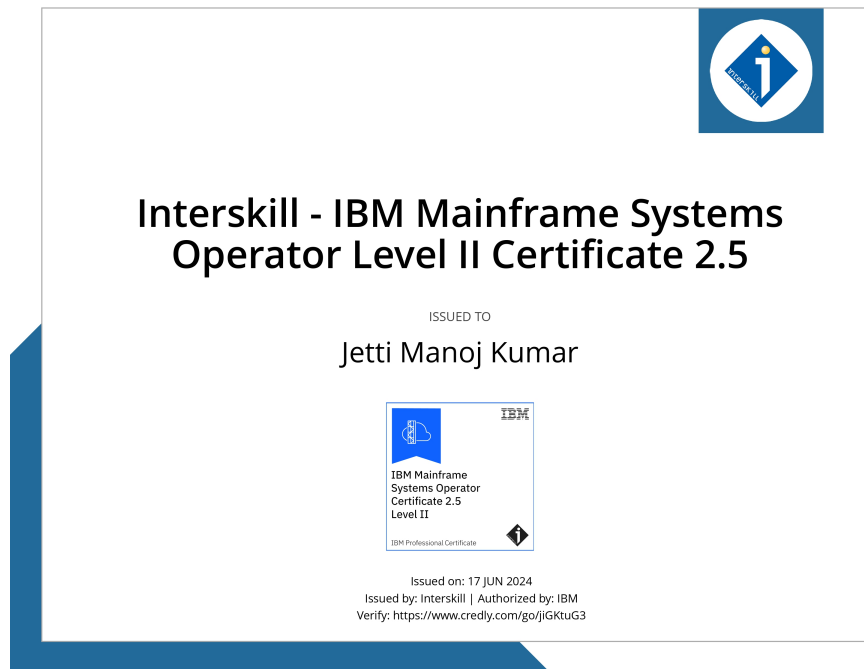 interskill
Interskill - IBM Mainframe Systems
Operator Level II Certificate 2.5
ISSUED TO
Jetti Manoj Kumar
IBM
IBM Mainframe
Systems Operator
Certificate 2.5
Level II
IBM Professional Certificate
Issued on: 17 JUN 2024
Issued by: Interskill | Authorized by: IBM
Verify: https://www.credly.com/go/jiGKtuG3